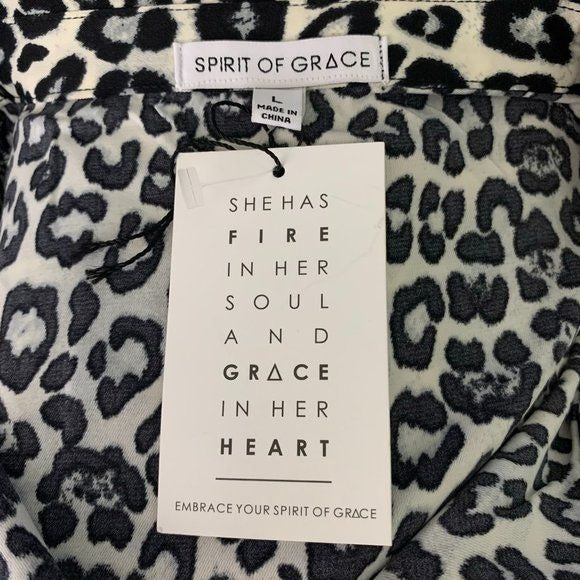 SPIRIT OF GRACE
L
MADE IN
CHINA
SHE HAS
FIRE
IN HER
SOUL
AND
GRACE
IN HER
HEART
EMBRACE YOUR SPIRIT OF GRACE